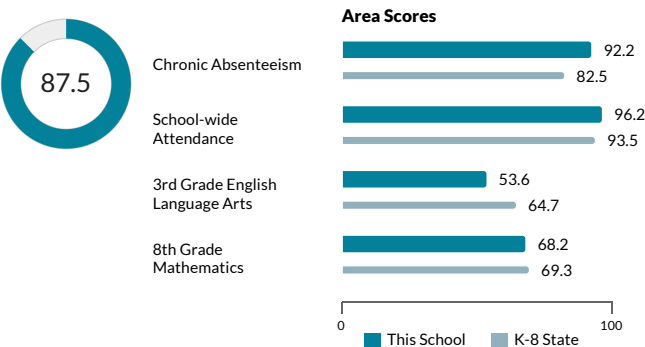 Area Scores
87.5
Chronic Absenteeism
92.2
82.5
School-wide
Attendance
96.2
93.5
3rd Grade English
Language Arts
53.6
64.7
8th Grade
Mathematics
68.2
69.3
0
100
This School
K-8 State